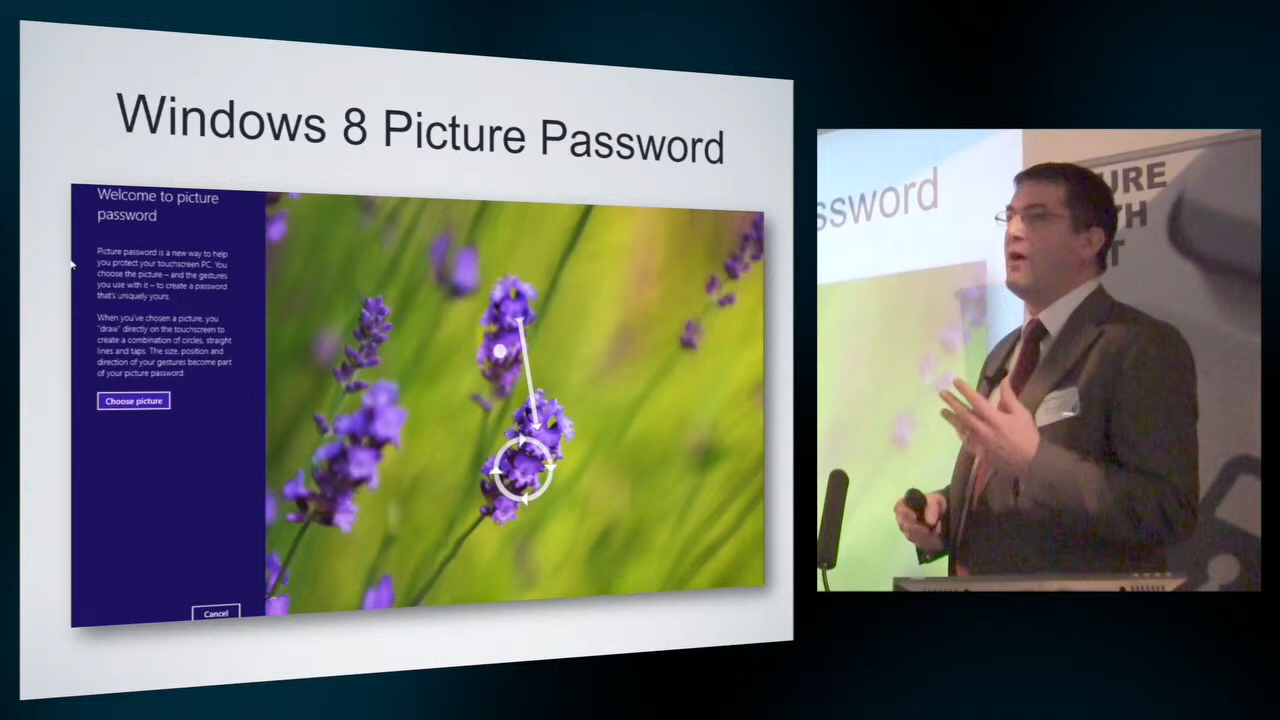 Windows 8 Picture Password
Welcome to picture
password
Picture password is a new way to help
you protect your touchscreen PC. You
choose the picture – and the gestures
you use with it – to create a password
that's uniquely yours.
When you've chosen a picture, you
"draw" directly on the touchscreen to
create a combination of circles, straight
lines and taps. The size, position and
direction of your gestures become part
of your picture password.
Choose picture
Cancel
ssword
URE
TH
T